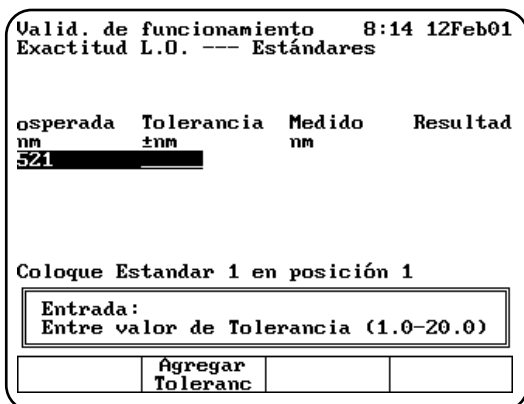 Valid. de funcionamiento 8:14 12Feb01
Exactitud L.O. --- Estándares
osperada Tolerancia Medido Resultad
nm ±nm nm
521
Coloque Estandar 1 en posición 1
Entrada:
Entre valor de Tolerancia (1.0-20.0)
Agregar
Toleranc